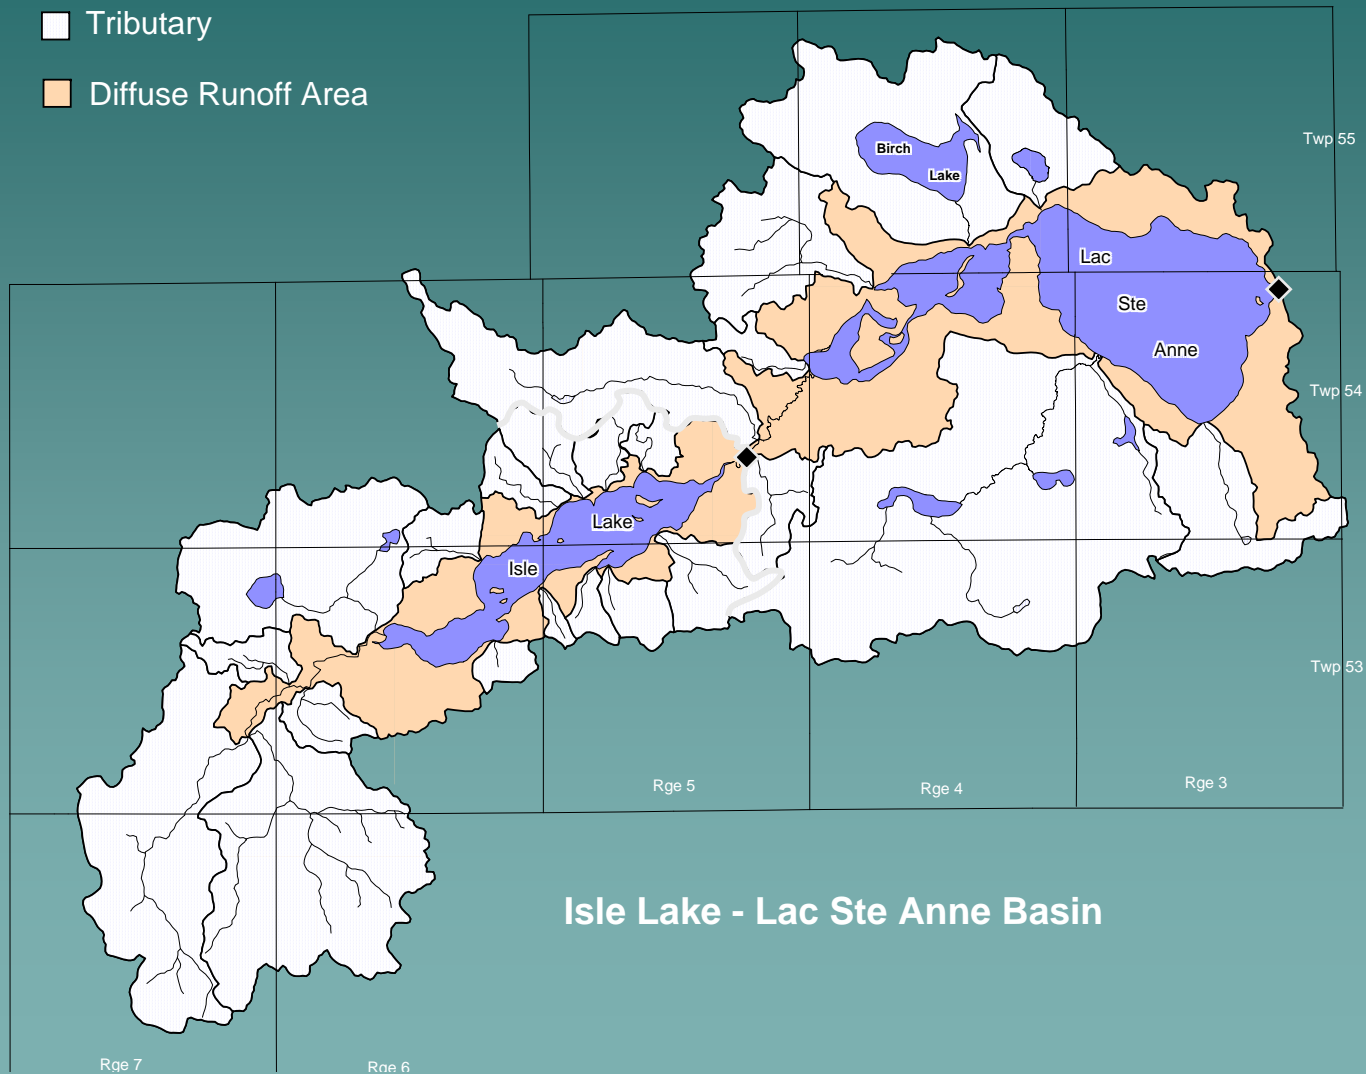 Tributary
Diffuse Runoff Area
Twp 55
Birch
Lake
Lac
Ste
Anne
Twp 54
Lake
Isle
Twp 53
Rge 5
Rge 4
Rge 3
Isle Lake - Lac Ste Anne Basin
Rge 7
Rge 6